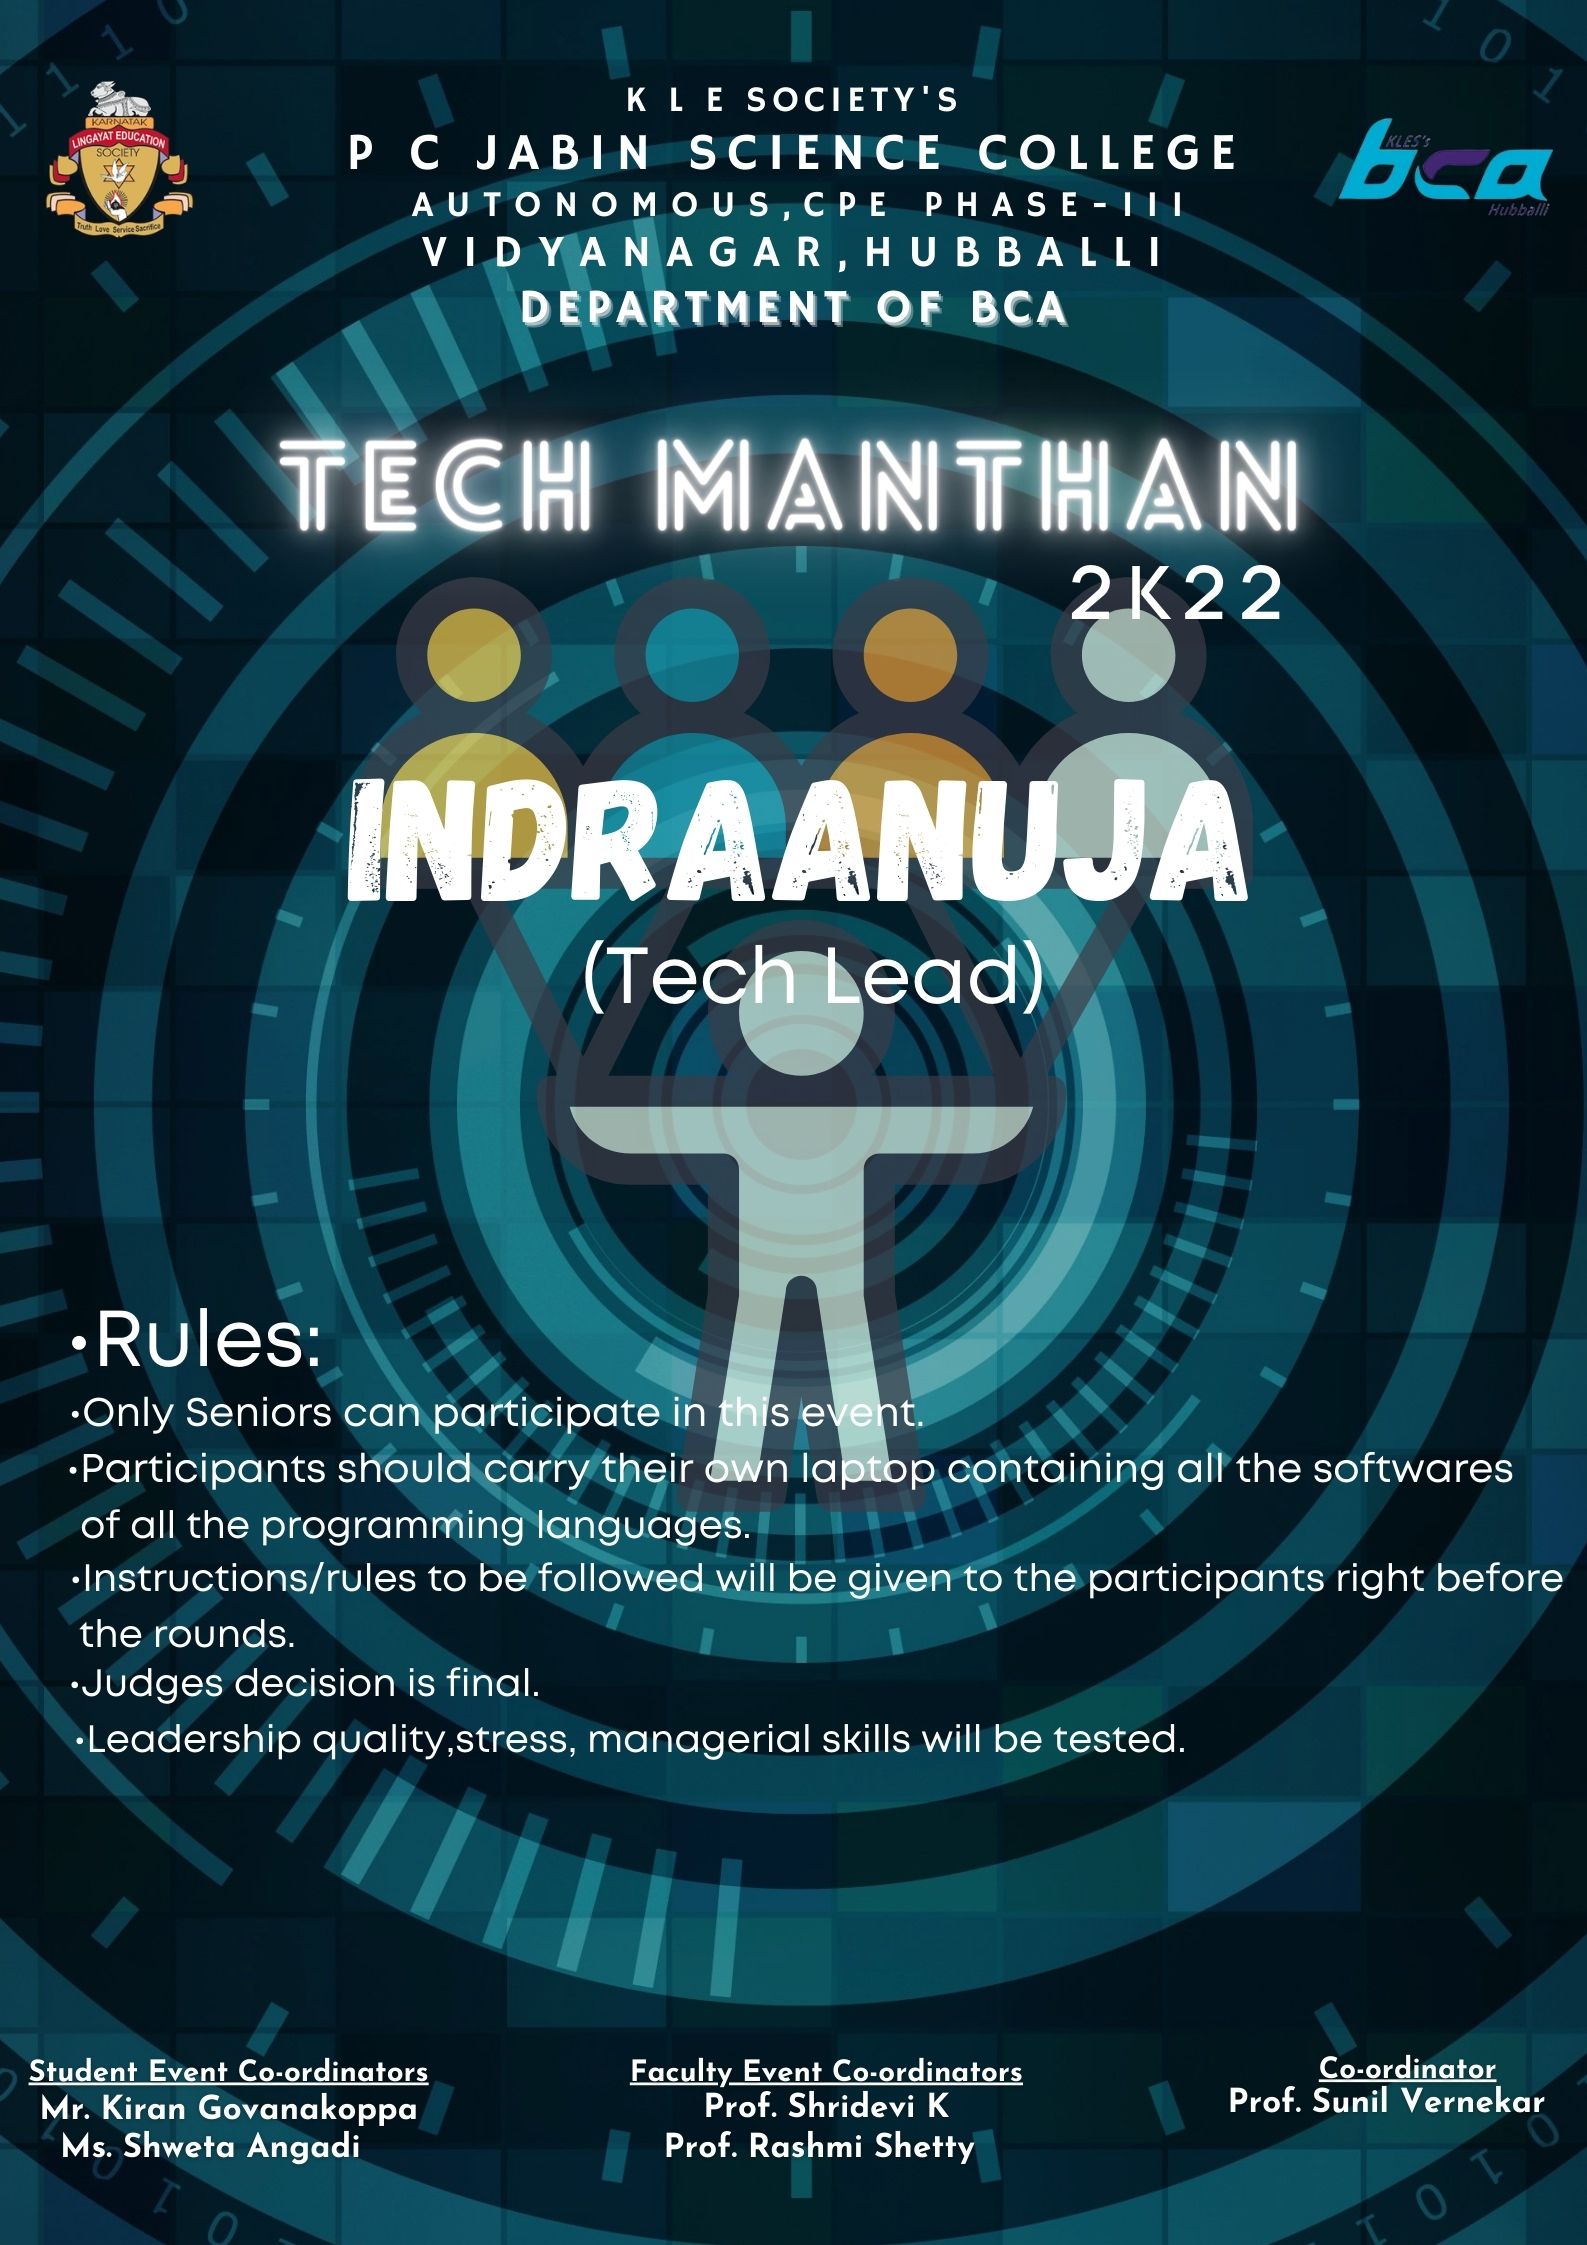 KARNATAK
LINGAYAT EDUCATION
SOCIETY
Truth Love Service Sacrifice
K L E SOCIETY'S
P C JABIN SCIENCE COLLEGE
AUTONOMOUS,CPE PHASE-III
VIDYANAGAR,HUBBALLI
DEPARTMENT OF BCA
KLES's
bca
Hubballi
TECH MANTHAN
2K22
INDRAANUJA
(Tech Lead)
•Rules:
•Only Seniors can participate in this event.
•Participants should carry their own laptop containing all the softwares
of all the programming languages.
•Instructions/rules to be followed will be given to the participants right before
the rounds.
•Judges decision is final.
•Leadership quality,stress, managerial skills will be tested.
Student Event Co-ordinators
Mr. Kiran Govanakoppa
Ms. Shweta Angadi
Faculty Event Co-ordinators
Prof. Shridevi K
Prof. Rashmi Shetty
Co-ordinator
Prof. Sunil Vernekar